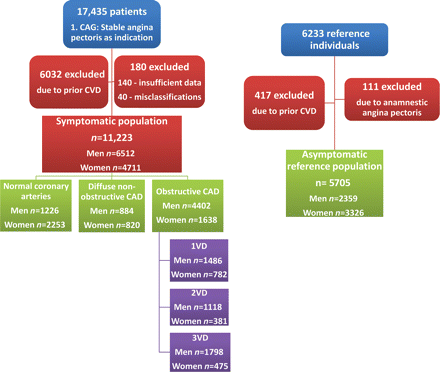 17,435 patients
1. CAG: Stable angina
pectoris as indication
6032 excluded
due to prior CVD
180 excluded
140 - insufficient data
40 - misclassifications
Symptomatic population
n=11,223
Men n=6512
Women n=4711
Normal coronary
arteries
Men n=1226
Women n=2253
Diffuse non-
obstructive CAD
Men n=884
Women n=820
Obstructive CAD
Men n=4402
Women n=1638
1VD
Men n=1486
Women n=782
2VD
Men n=1118
Women n=381
3VD
Men n=1798
Women n=475
6233 reference
individuals
417 excluded
due to prior CVD
111 excluded
due to anamnestic
angina pectoris
Asymptomatic
reference population
n= 5705
Men n=2359
Women n=3326